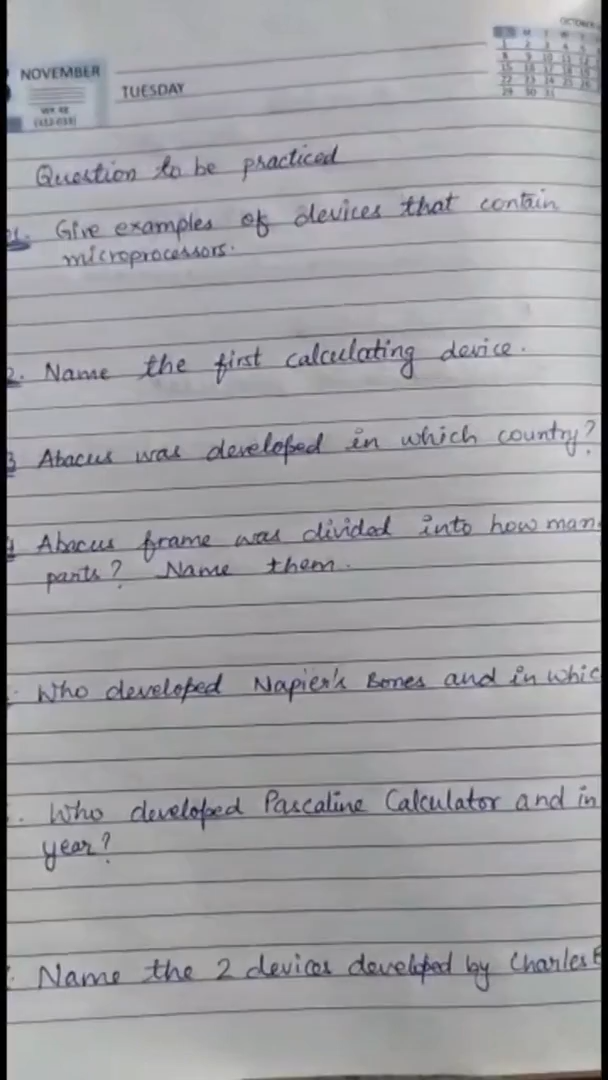 OCTOBER
NOVEMBER
TUESDAY
Question to be practiced
Give examples of devices that contain
microprocessors.
2. Name the first calculating device.
3 Abacus was developed in which country?
Abacus frame was divided into how man
parts? Name them.
Who developed Napier's Bones and in whic
Who developed Pascaline Calculator and in
year?
Name the 2 devices developed by Charles B